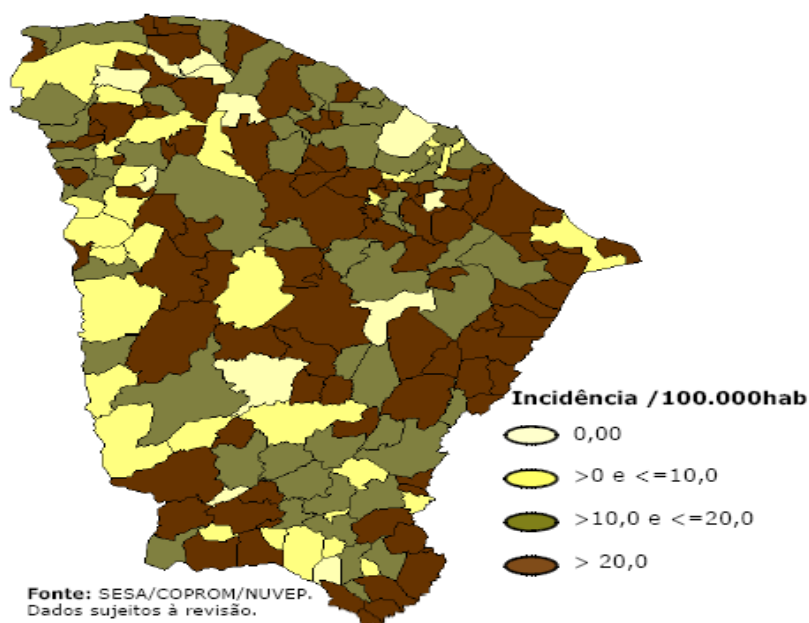 Incidência /100.000hab
0,00
>0 e <=10,0
>10,0 e <=20,0
> 20,0
Fonte: SESA/COPROM/NUVEP.
Dados sujeitos à revisão.